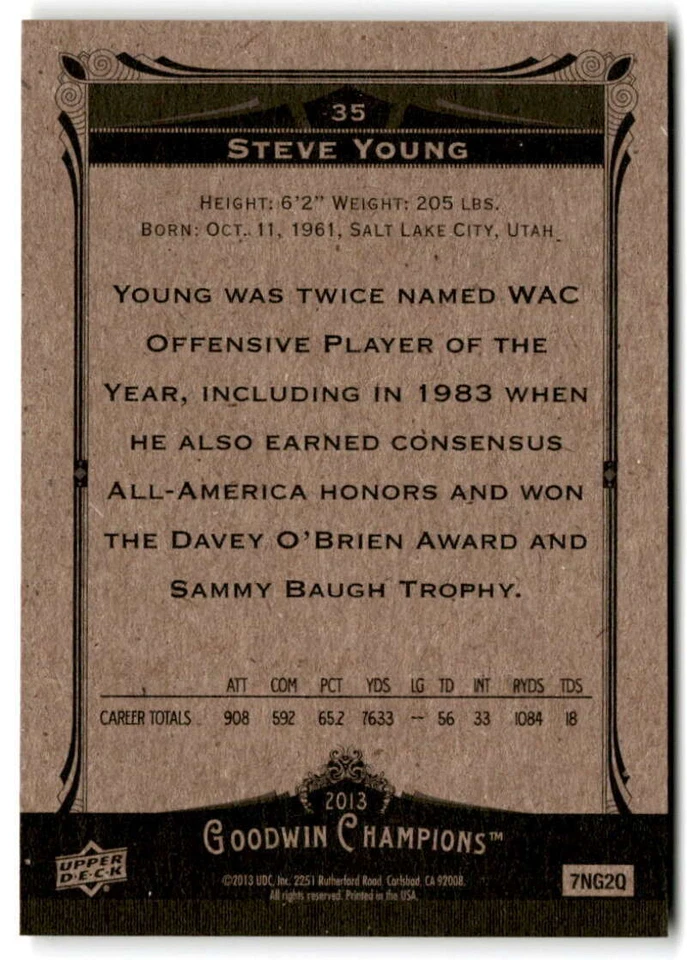 35
STEVE YOUNG
HEIGHT: 6'2" WEIGHT: 205 LBS.
BORN: OCT. 11, 1961, SALT LAKE CITY, UTAH
YOUNG WAS TWICE NAMED WAC
OFFENSIVE PLAYER OF THE
YEAR, INCLUDING IN 1983 WHEN
HE ALSO EARNED CONSENSUS
ALL-AMERICA HONORS AND WON
THE DAVEY O'BRIEN AWARD AND
SAMMY BAUGH TROPHY.
ATT COM PCT YDS LG TD INT RYDS TDS
CAREER TOTALS 908 592 65.2 7633 -- 56 33 1084 18
2013
GOODWIN CHAMPIONS™
UPPER
D·E·C·K
©2013 UDC, Inc. 2251 Rutherford Road, Carlsbad, CA 92008.
All rights reserved. Printed in the USA.
7NG2Q